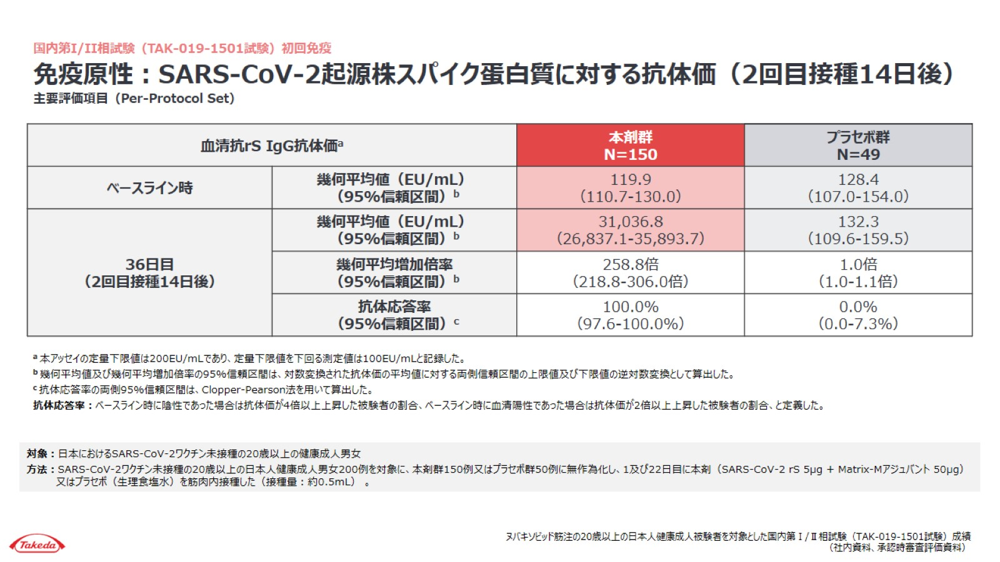 国内第I/II相試験（TAK-019-1501試験）初回免疫
免疫原性：SARS-CoV-2起源株スパイク蛋白質に対する抗体価（2回目接種14日後）
主要評価項目（Per-Protocol Set）
血清抗rS IgG抗体価a
本剤群
N=150
プラセボ群
N=49
ベースライン時
幾何平均値（EU/mL）
（95%信頼区間）b
119.9
（110.7-130.0）
128.4
（107.0-154.0）
36日目
（2回目接種14日後）
幾何平均値（EU/mL）
（95%信頼区間）b
31,036.8
（26,837.1-35,893.7）
132.3
（109.6-159.5）
幾何平均増加倍率
（95%信頼区間）b
258.8倍
（218.8-306.0倍）
1.0倍
（1.0-1.1倍）
抗体応答率
（95%信頼区間）c
100.0%
（97.6-100.0%）
0.0%
（0.0-7.3%）
a 本アッセイの定量下限値は200EU/mLであり、定量下限値を下回る測定値は100EU/mLと記録した。
b 幾何平均値及び幾何平均増加倍率の95%信頼区間は、対数変換された抗体価の平均値に対する両側信頼区間の上限値及び下限値の逆対数変換として算出した。
c 抗体応答率の両側95%信頼区間は、Clopper-Pearson法を用いて算出した。
抗体応答率：ベースライン時に陰性であった場合は抗体価が4倍以上上昇した被験者の割合、ベースライン時に血清陽性であった場合は抗体価が2倍以上上昇した被験者の割合、と定義した。
対象：日本におけるSARS-CoV-2ワクチン未接種の20歳以上の健康成人男女
方法：SARS-CoV-2ワクチン未接種の20歳以上の日本人健康成人男女200例を対象に、本剤群150例又はプラセボ群50例に無作為化し、1及び22日目に本剤（SARS-CoV-2 rS 5μg + Matrix-Mアジュバント 50μg）
又はプラセボ（生理食塩水）を筋肉内接種した（接種量：約0.5mL）。
Takeda
ヌバキソビッド筋注の20歳以上の日本人健康成人被験者を対象とした国内第Ⅰ/Ⅱ相試験（TAK-019-1501試験）成績
（社内資料、承認時審査評価資料）